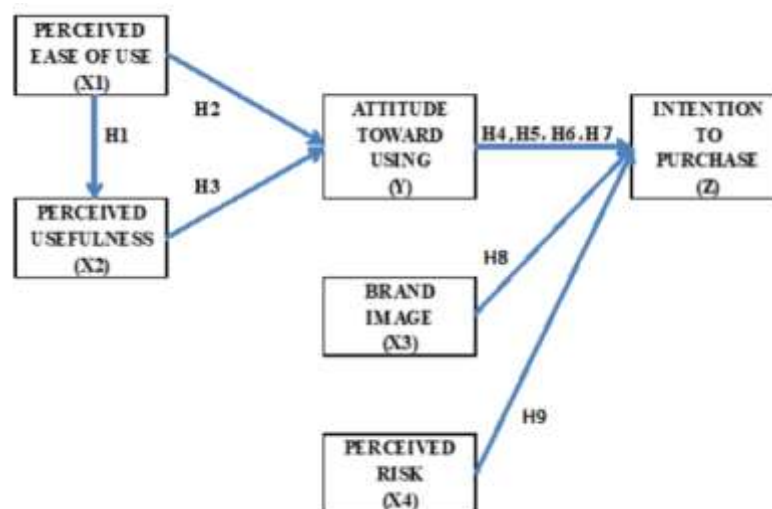 PERCEIVED
EASE OF USE
(X1)
H1
H2
PERCEIVED
USEFULNESS
(X2)
H3
ATTITUDE
TOWARD
USING
(Y)
H4,H5.H6.H7
INTENTION
TO
PURCHASE
(Z)
BRAND
IMAGE
(X3)
H8
PERCEIVED
RISK
(X4)
H9